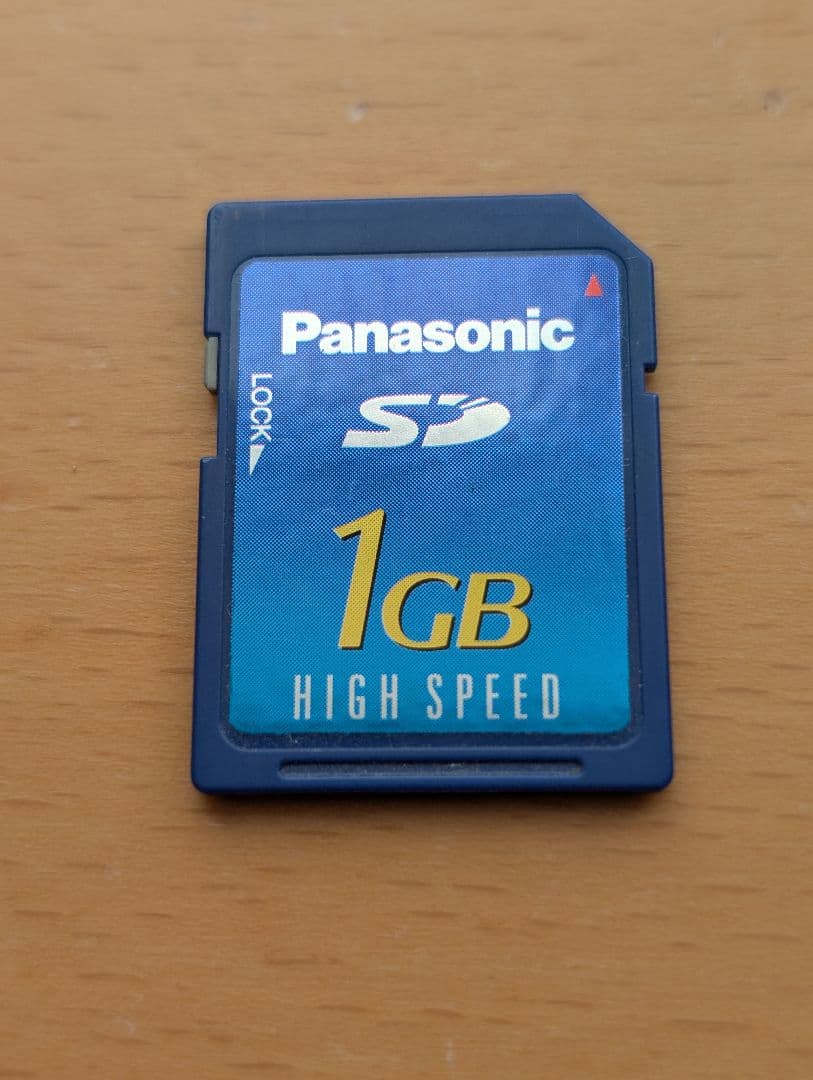 Panasonic
SD
LOCK
1GB
HIGH SPEED